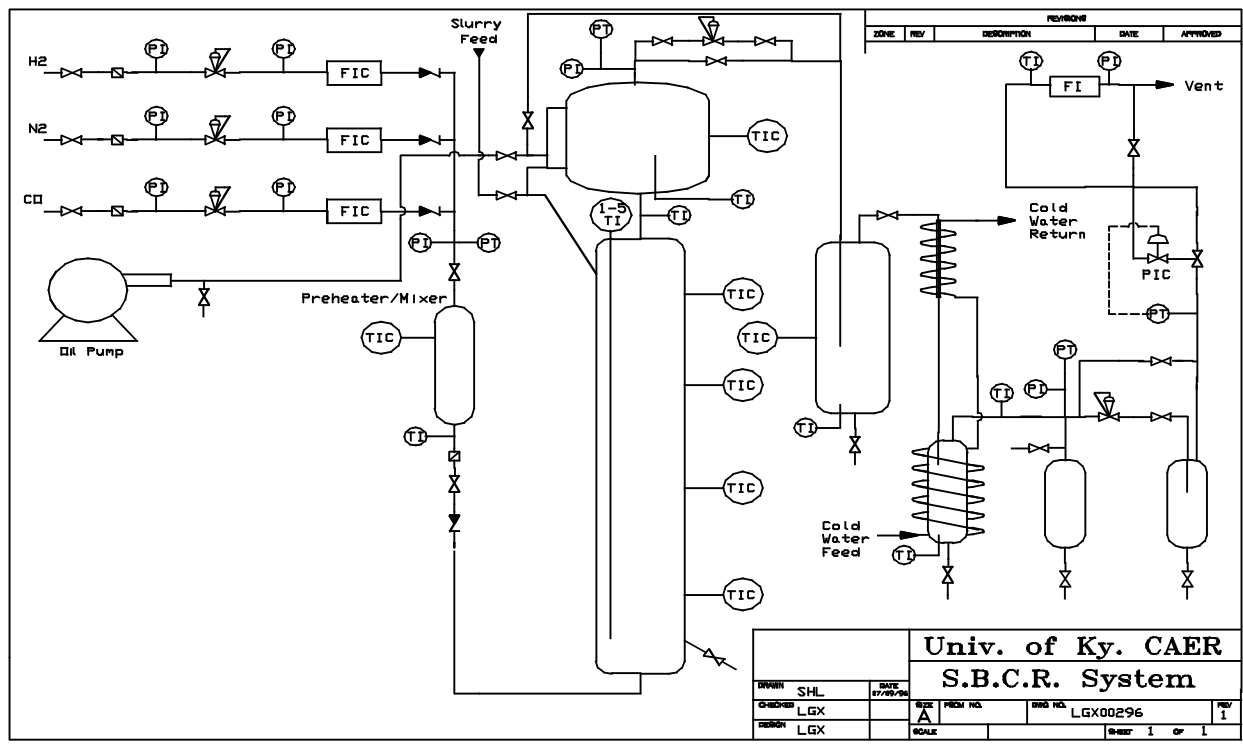 Slurry
Feed
PT
REVISIONS
ZONE REV DESCRIPTION DATE APPROVED
H2
PI
PI
FIC
PI
TI
FI
PI
Vent
N2
PI
PI
FIC
TIC
CO
PI
PI
FIC
1-5
TI
TI
TI
Cold
Water
Return
PI
PT
PIC
Preheater/Mixer
TIC
PT
Oil Pump
TIC
TIC
PT
TIC
PI
TI
TI
TI
TIC
Cold
Water
Feed
TI
TIC
Univ. of Ky. CAER
S.B.C.R. System
DRAWN SHL DATE
CHECKED LGX
DESIGN LGX
SIZE A FSCM NO. DWG NO. LGX00296 REV 1
SCALE SHEET 1 OF 1